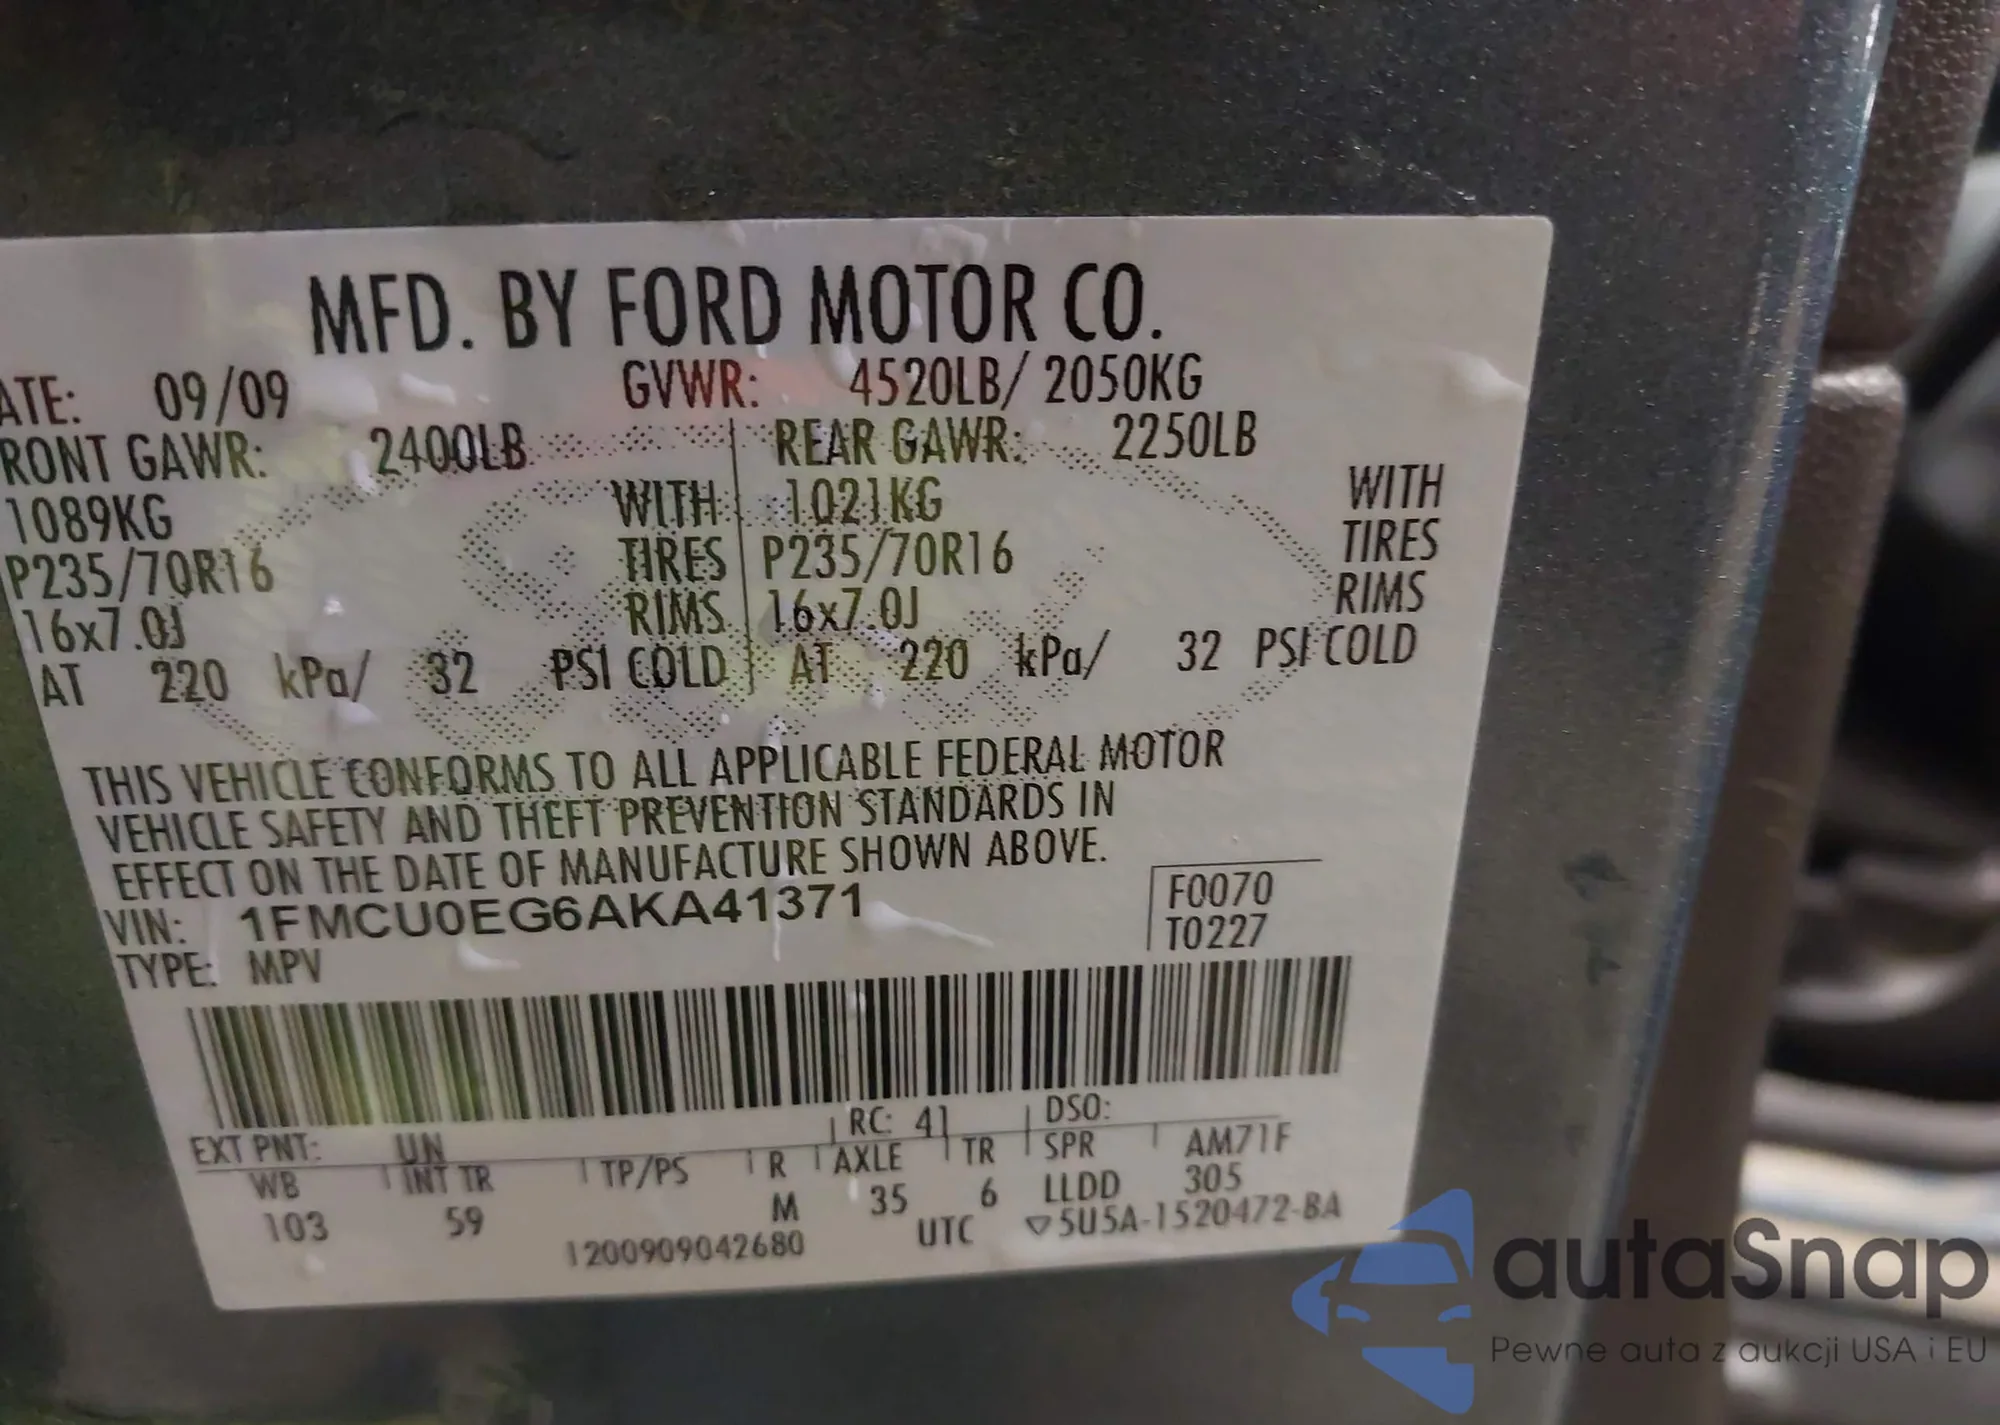 MFD. BY FORD MOTOR CO.
ATE: 09/09 GVWR: 4520LB/ 2050KG
RONT GAWR: 2400LB REAR GAWR: 2250LB
1089KG WITH 1021KG WITH
P235/70R16 TIRES P235/70R16 TIRES
16x7.0J RIMS 16x7.0J RIMS
AT 220 kPa/ 32 PSI COLD AT 220 kPa/ 32 PSI COLD
THIS VEHICLE CONFORMS TO ALL APPLICABLE FEDERAL MOTOR
VEHICLE SAFETY AND THEFT PREVENTION STANDARDS IN
EFFECT ON THE DATE OF MANUFACTURE SHOWN ABOVE.
VIN: 1FMCU0EG6AKA41371 F0070
TYPE: MPV T0227
EXT PNT: UN RC: 41 DSO:
WB INT TR TP/PS R AXLE TR SPR AM71F
103 59 M 35 6 LLDD 305
1200909042680 UTC ▽5U5A-1520472-BA
autaSnap
Pewne auta z aukcji USA i EU